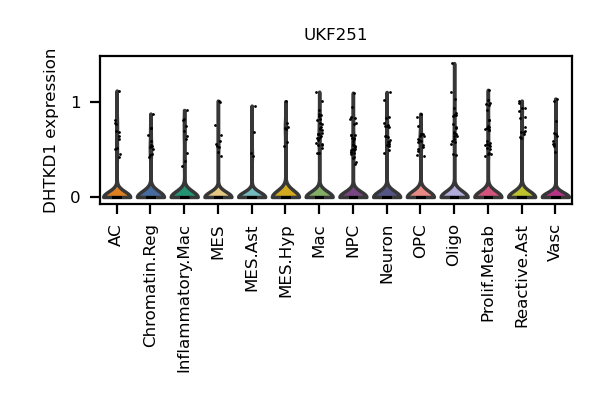 UKF251
DHTKD1 expression
1
0
AC
Chromatin.Reg
Inflammatory.Mac
MES
MES.Ast
MES.Hyp
Mac
NPC
Neuron
OPC
Oligo
Prolif.Metab
Reactive.Ast
Vasc